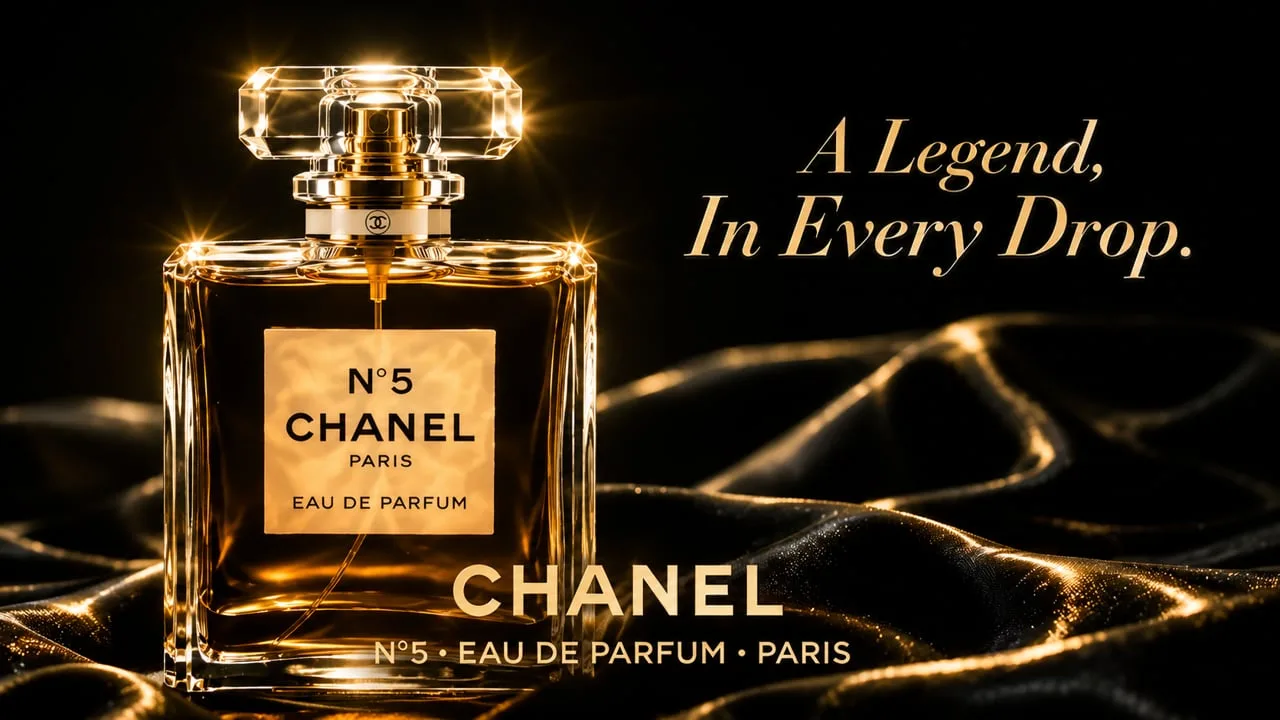 A Legend,
In Every Drop.
N°5
CHANEL
PARIS
EAU DE PARFUM
CHANEL
N°5 • EAU DE PARFUM • PARIS